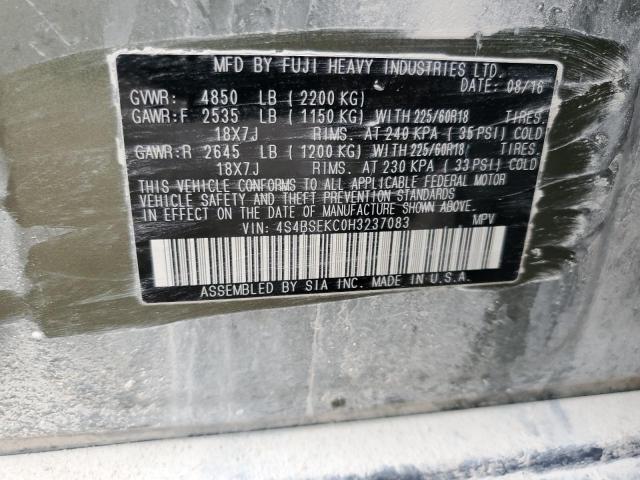 MFD BY FUJI HEAVY INDUSTRIES LTD.
DATE: 08/16
GVWR: 4850 LB (2200 KG)
GAWR:F 2535 LB (1150 KG) WITH 225/60R18 TIRES.
18X7J RIMS. AT 240 KPA (35 PSI) COLD
GAWR:R 2645 LB (1200 KG) WITH 225/60R18 TIRES.
18X7J RIMS. AT 230 KPA (33 PSI) COLD
THIS VEHICLE CONFORMS TO ALL APPLICABLE FEDERAL MOTOR
VEHICLE SAFETY AND THEFT PREVENTION STANDARDS
IN EFFECT ON THE DATE OF MANUFACTURE SHOWN ABOVE.
VIN: 4S4BSEKC0H3237083 MPV
ASSEMBLED BY SIA INC. MADE IN U.S.A.